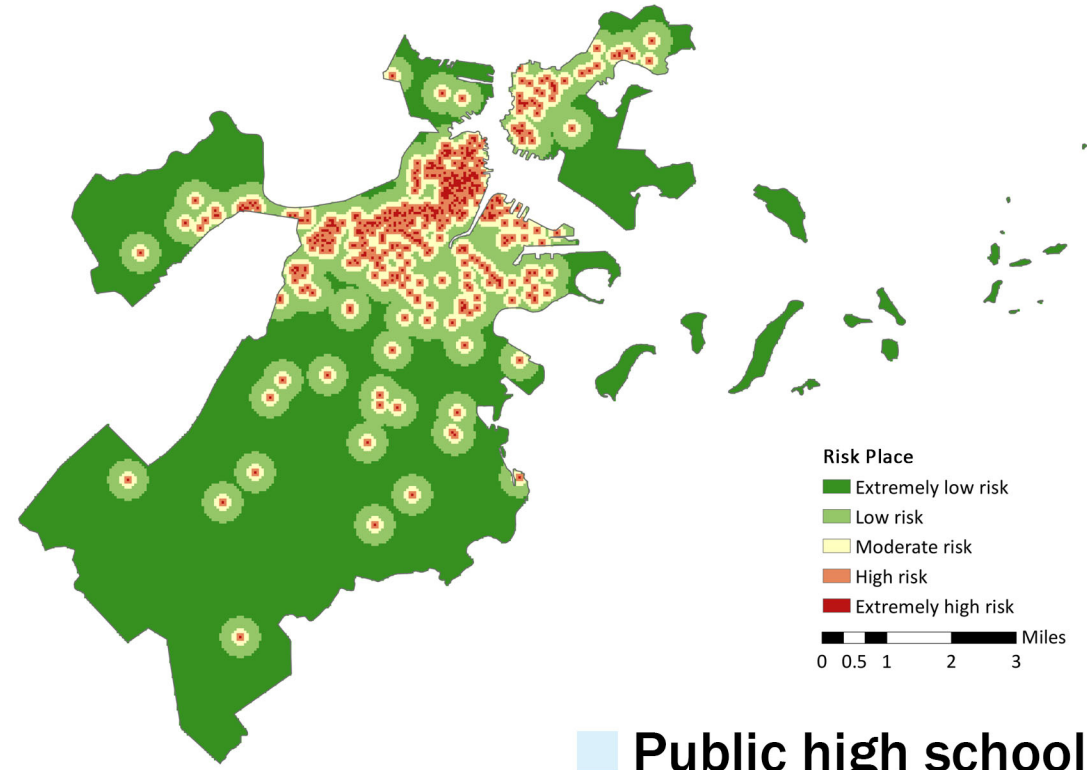 Risk Place
Extremely low risk
Low risk
Moderate risk
High risk
Extremely high risk
Miles
0 0.5 1 2 3
Public high school